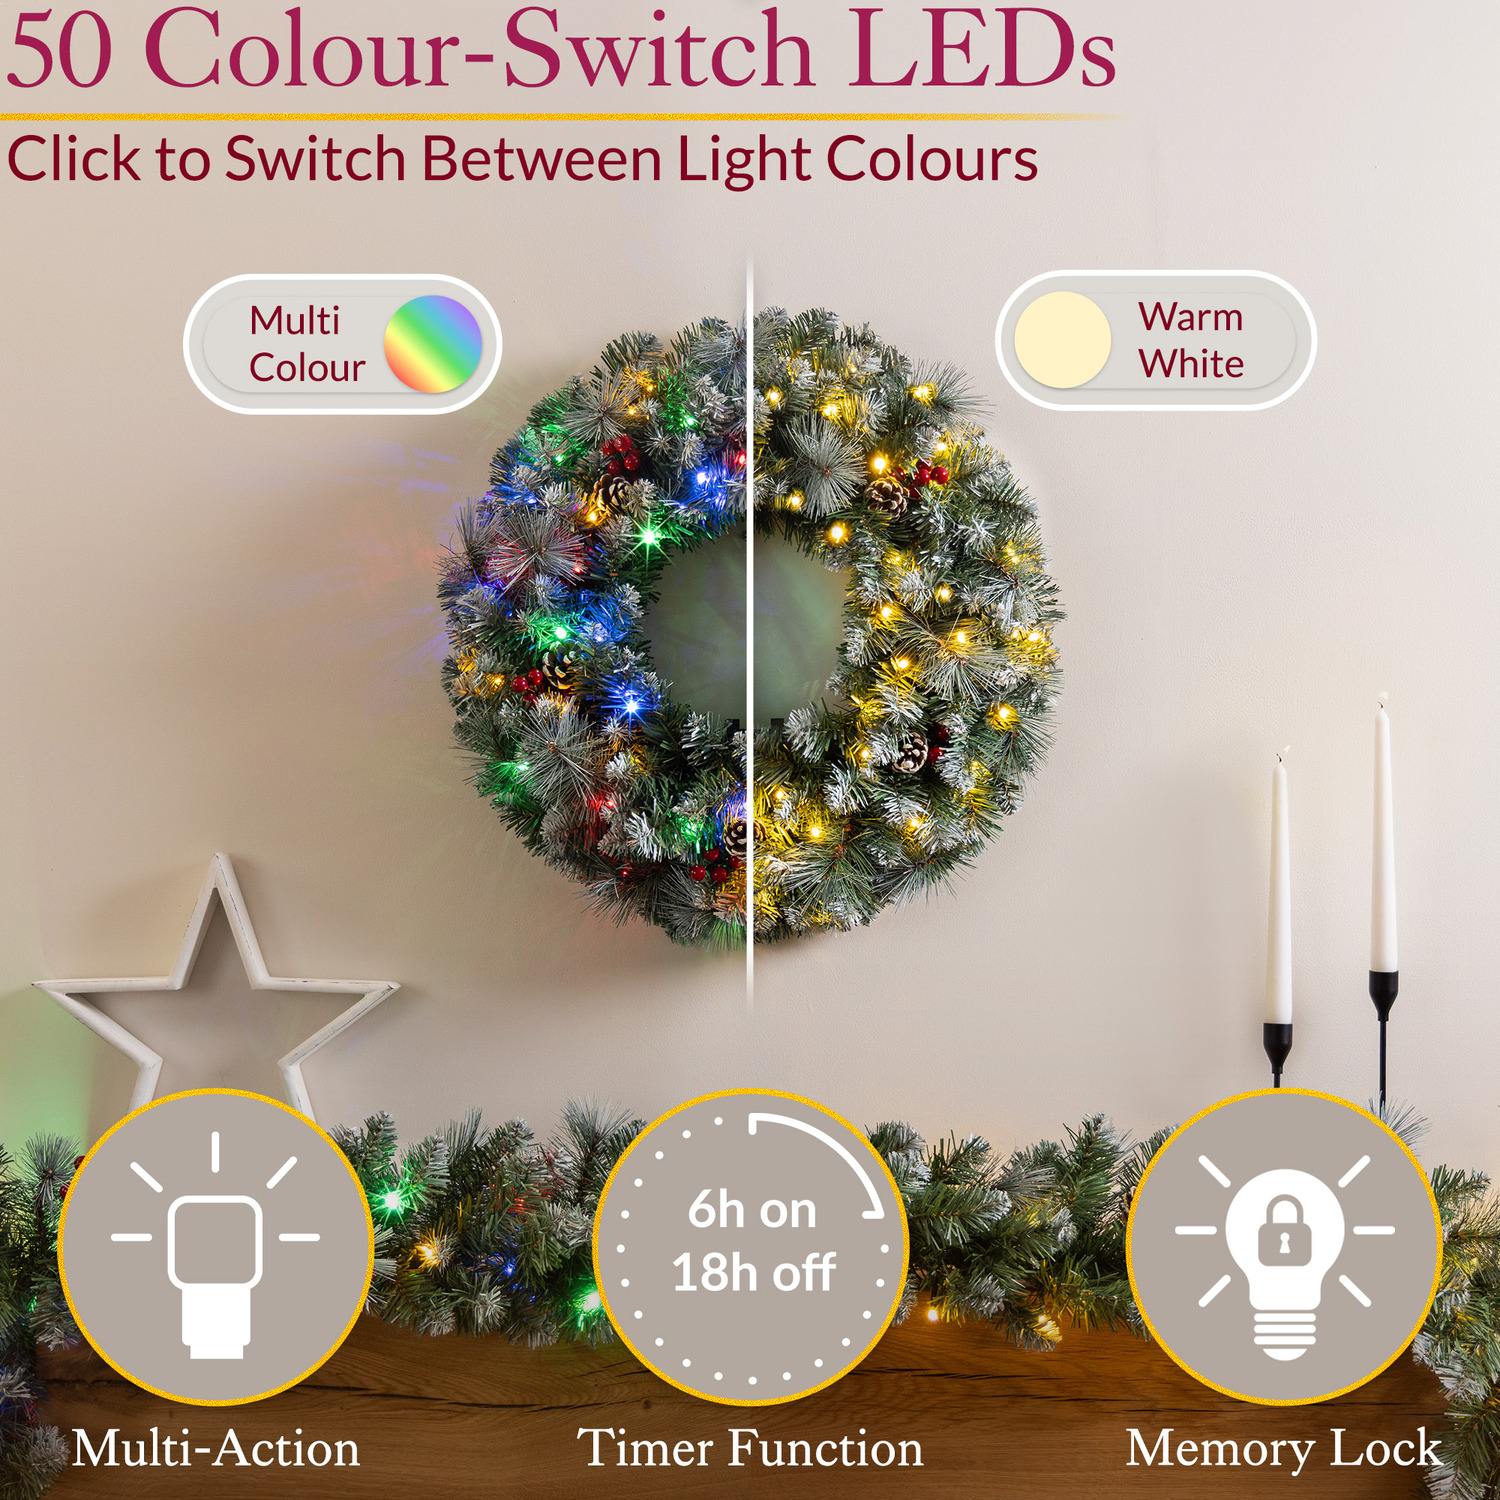 50 Colour-Switch LEDs
Click to Switch Between Light Colours
Multi
Colour
Warm
White
6h on
18h off
Multi-Action
Timer Function
Memory Lock